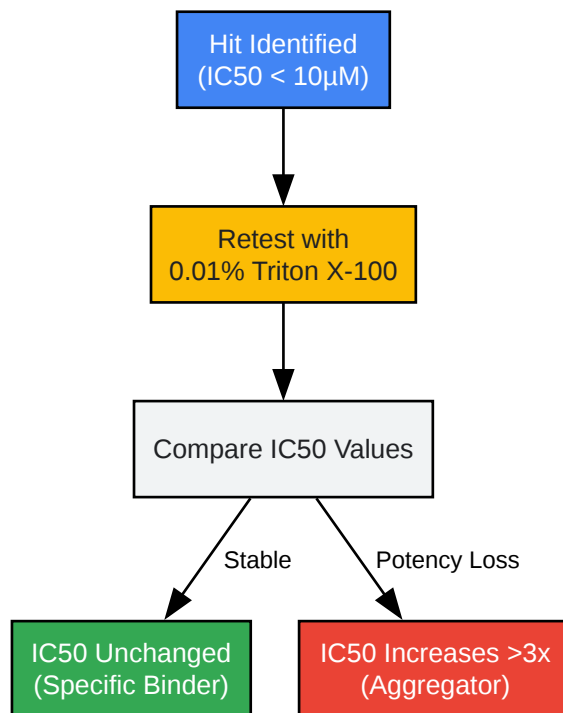 Hit Identified
(IC50 < 10µM)
Retest with
0.01% Triton X-100
Compare IC50 Values
Stable
Potency Loss
IC50 Unchanged
(Specific Binder)
IC50 Increases >3x
(Aggregator)